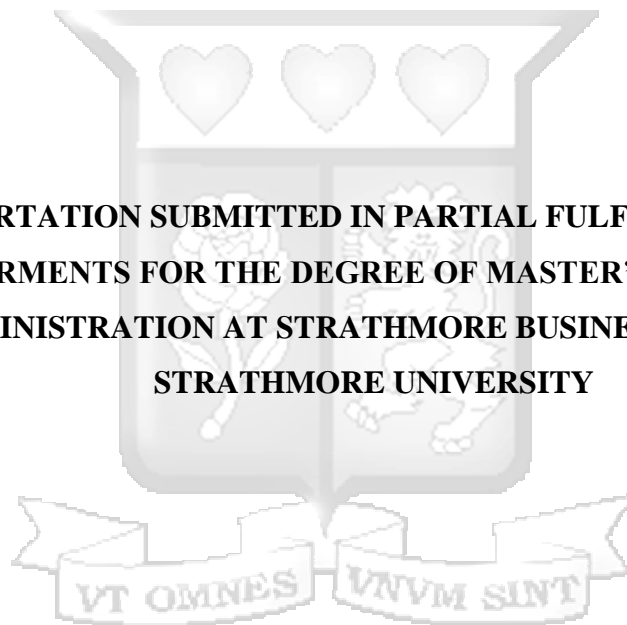 RTATION SUBMITTED IN PARTIAL FULF
RMENTS FOR THE DEGREE OF MASTER'
INISTRATION AT STRATHMORE BUSINE
STRATHMORE UNIVERSITY
VT OMNES VNVM SINT